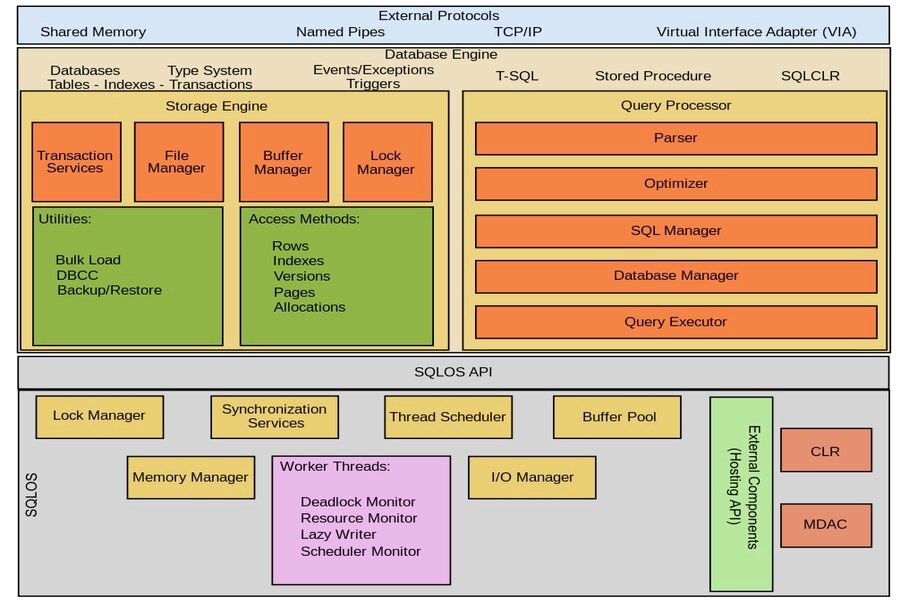 External Protocols
Shared Memory
Named Pipes
TCP/IP
Virtual Interface Adapter (VIA)
Database Engine
Databases
Type System
Tables - Indexes - Transactions
Events/Exceptions
Triggers
T-SQL
Stored Procedure
SQLCLR
Storage Engine
Transaction
Services
File
Manager
Buffer
Manager
Lock
Manager
Utilities:
Bulk Load
DBCC
Backup/Restore
Access Methods:
Rows
Indexes
Versions
Pages
Allocations
Query Processor
Parser
Optimizer
SQL Manager
Database Manager
Query Executor
SQLOS API
SQLOS
Lock Manager
Synchronization
Services
Thread Scheduler
Buffer Pool
Memory Manager
Worker Threads:
Deadlock Monitor
Resource Monitor
Lazy Writer
Scheduler Monitor
I/O Manager
External Components
(Hosting API)
CLR
MDAC